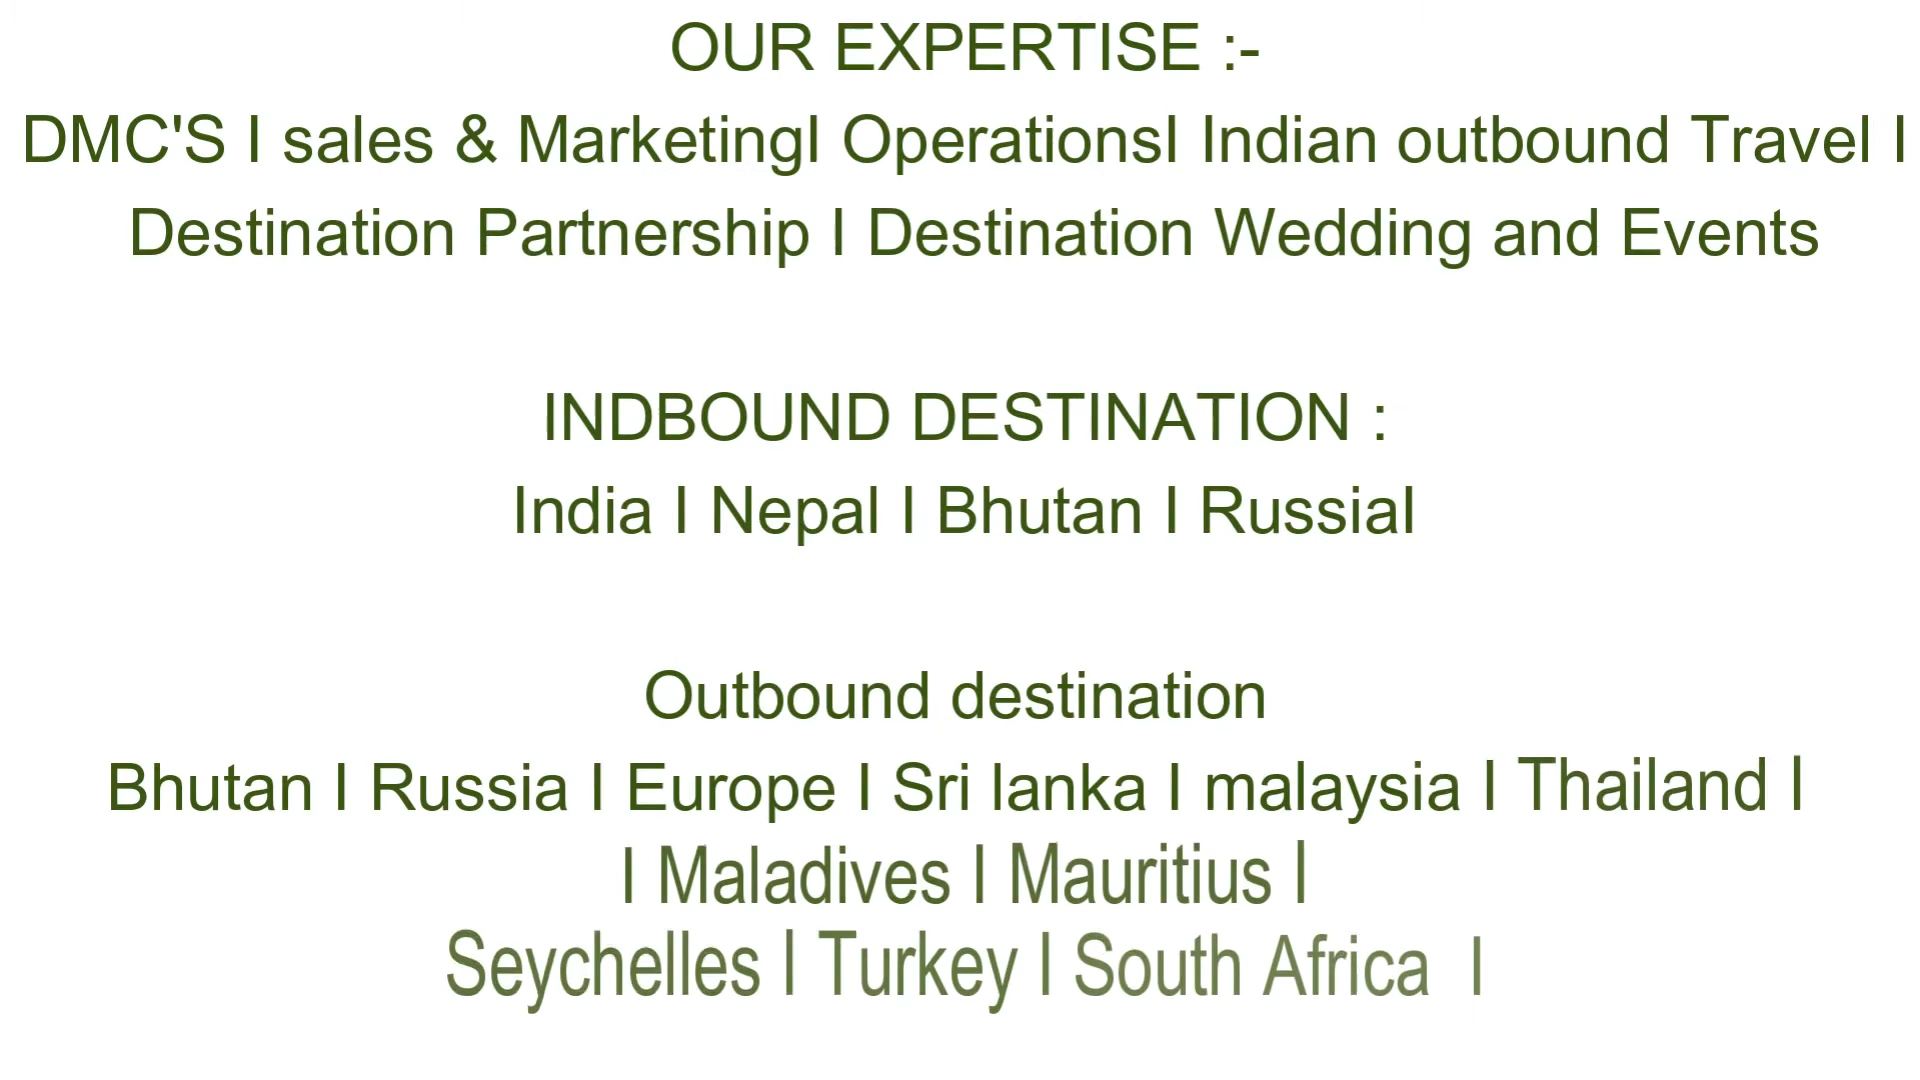 OUR EXPERTISE :-
DMC'S I sales & MarketingI OperationsI Indian outbound Travel I
Destination Partnership I Destination Wedding and Events
INDBOUND DESTINATION :
India I Nepal I Bhutan I RussiaI
Outbound destination
Bhutan I Russia I Europe I Sri lanka I malaysia I Thailand I
I Maladives I Mauritius I
Seychelles I Turkey I South Africa I